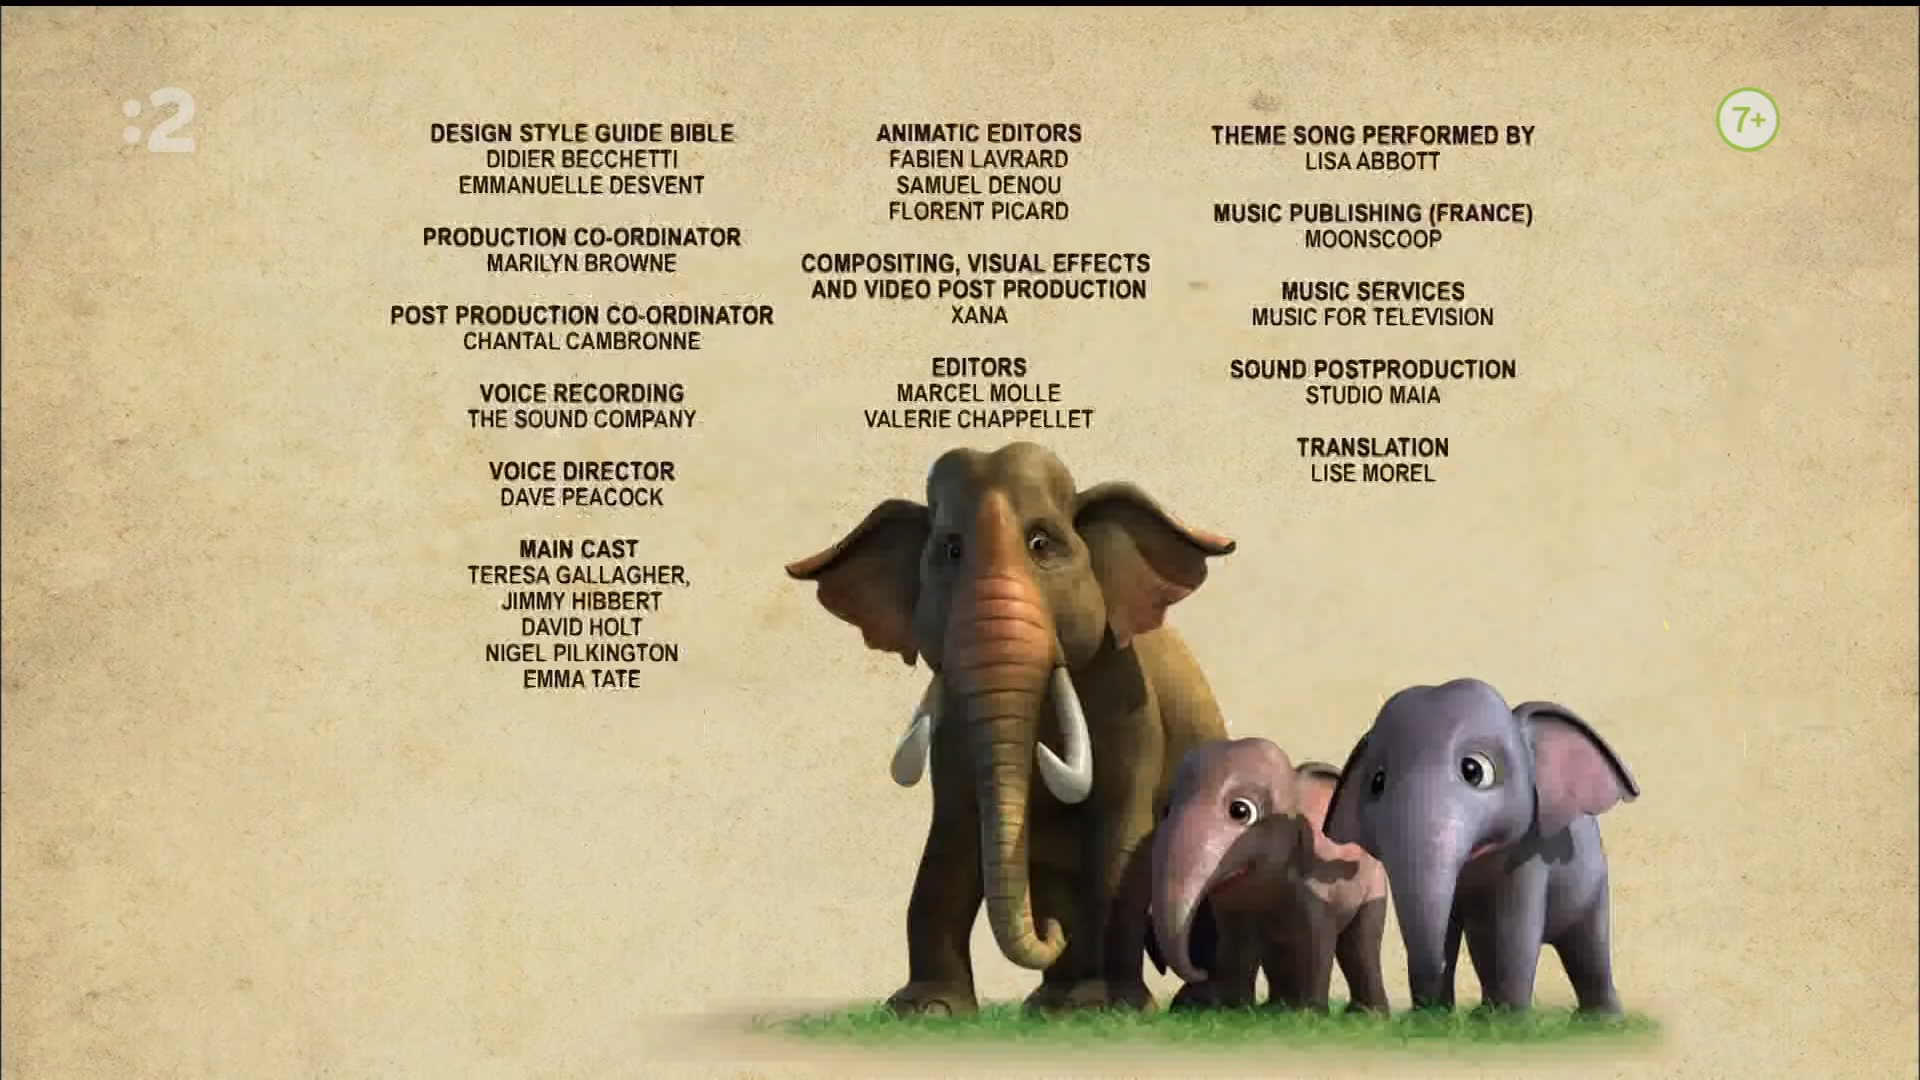 :2
7+
DESIGN STYLE GUIDE BIBLE
DIDIER BECCHETTI
EMMANUELLE DESVENT
PRODUCTION CO-ORDINATOR
MARILYN BROWNE
POST PRODUCTION CO-ORDINATOR
CHANTAL CAMBRONNE
VOICE RECORDING
THE SOUND COMPANY
VOICE DIRECTOR
DAVE PEACOCK
MAIN CAST
TERESA GALLAGHER,
JIMMY HIBBERT
DAVID HOLT
NIGEL PILKINGTON
EMMA TATE
ANIMATIC EDITORS
FABIEN LAVRARD
SAMUEL DENOU
FLORENT PICARD
COMPOSITING, VISUAL EFFECTS
AND VIDEO POST PRODUCTION
XANA
EDITORS
MARCEL MOLLE
VALERIE CHAPPELLET
THEME SONG PERFORMED BY
LISA ABBOTT
MUSIC PUBLISHING (FRANCE)
MOONSCOOP
MUSIC SERVICES
MUSIC FOR TELEVISION
SOUND POSTPRODUCTION
STUDIO MAIA
TRANSLATION
LISE MOREL